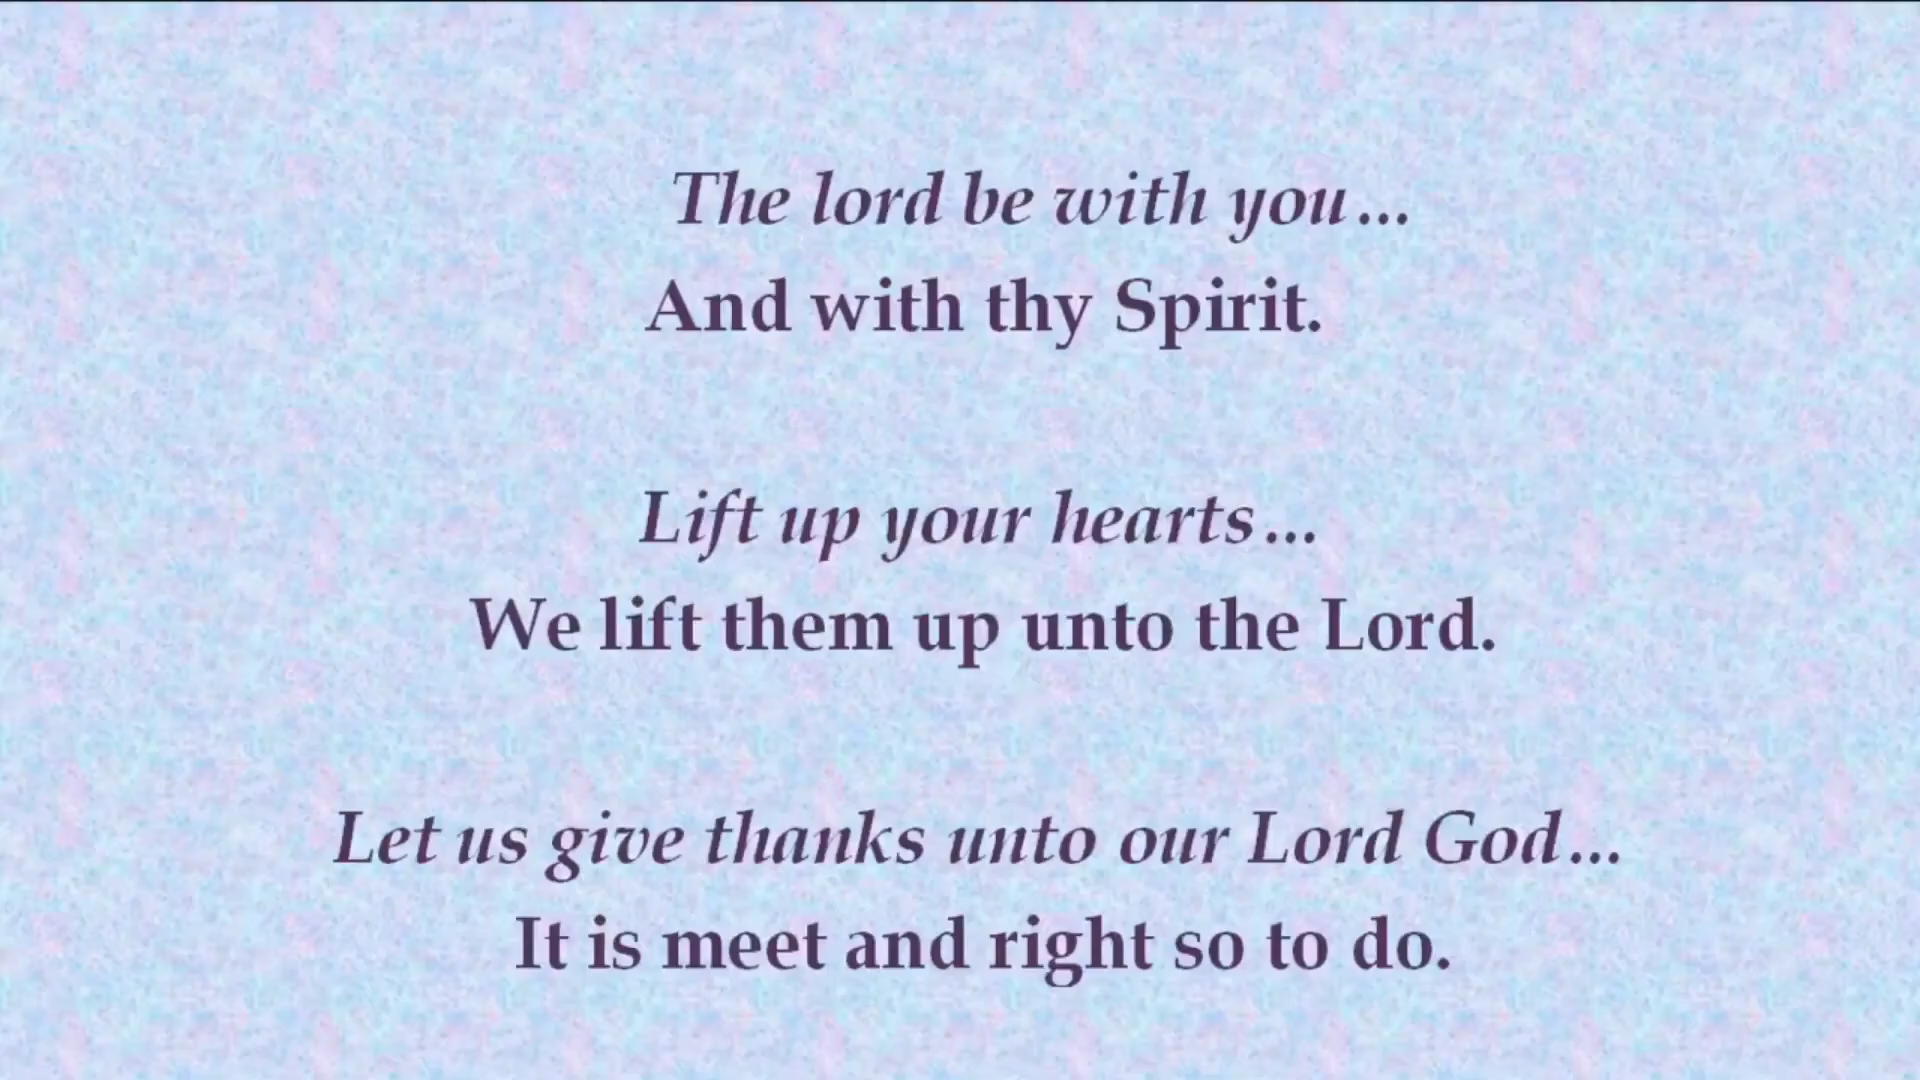 The lord be with you...
And with thy Spirit.
Lift up your hearts...
We lift them up unto the Lord.
Let us give thanks unto our Lord God...
It is meet and right so to do.